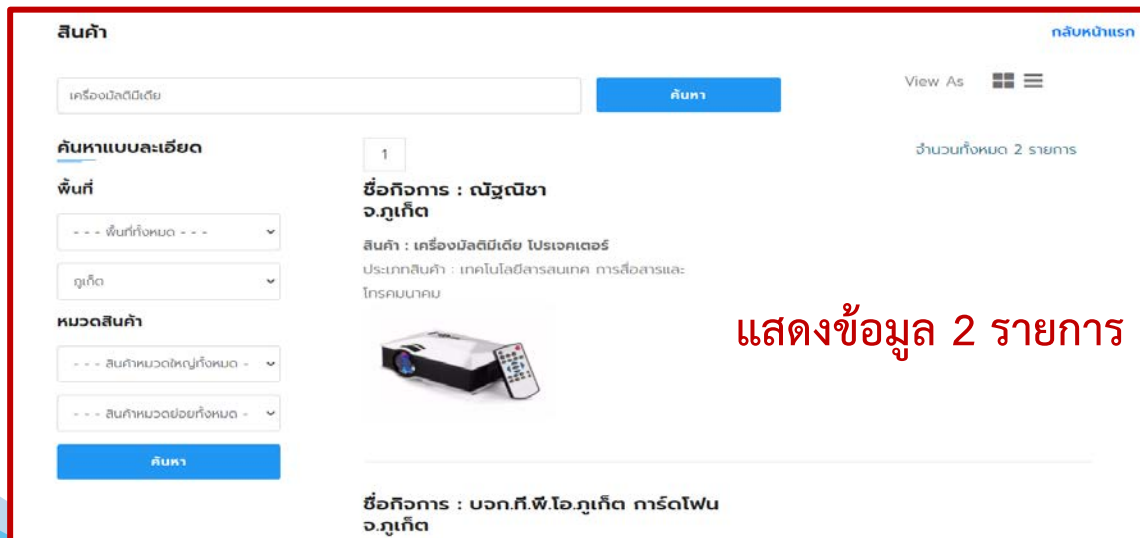 สินค้า
กลับหน้าแรก
เครื่องมัลติมีเดีย
ค้นหา
View As
ค้นหาแบบละเอียด
1
จำนวนทั้งหมด 2 รายการ
พื้นที่
- - - พื้นที่ทั้งหมด - - -
ภูเก็ต
หมวดสินค้า
- - - สินค้าหมวดใหญ่ทั้งหมด -
- - - สินค้าหมวดย่อยทั้งหมด -
ค้นหา
ชื่อกิจการ : ณัฐณิชา
จ.ภูเก็ต
สินค้า : เครื่องมัลติมีเดีย โปรเจคเตอร์
ประเภทสินค้า : เทคโนโลยีสารสนเทศ การสื่อสารและ
โทรคมนาคม
แสดงข้อมูล 2 รายการ
ชื่อกิจการ : บจก.ที.พี.โอ.ภูเก็ต การ์ดโฟน
จ.ภูเก็ต